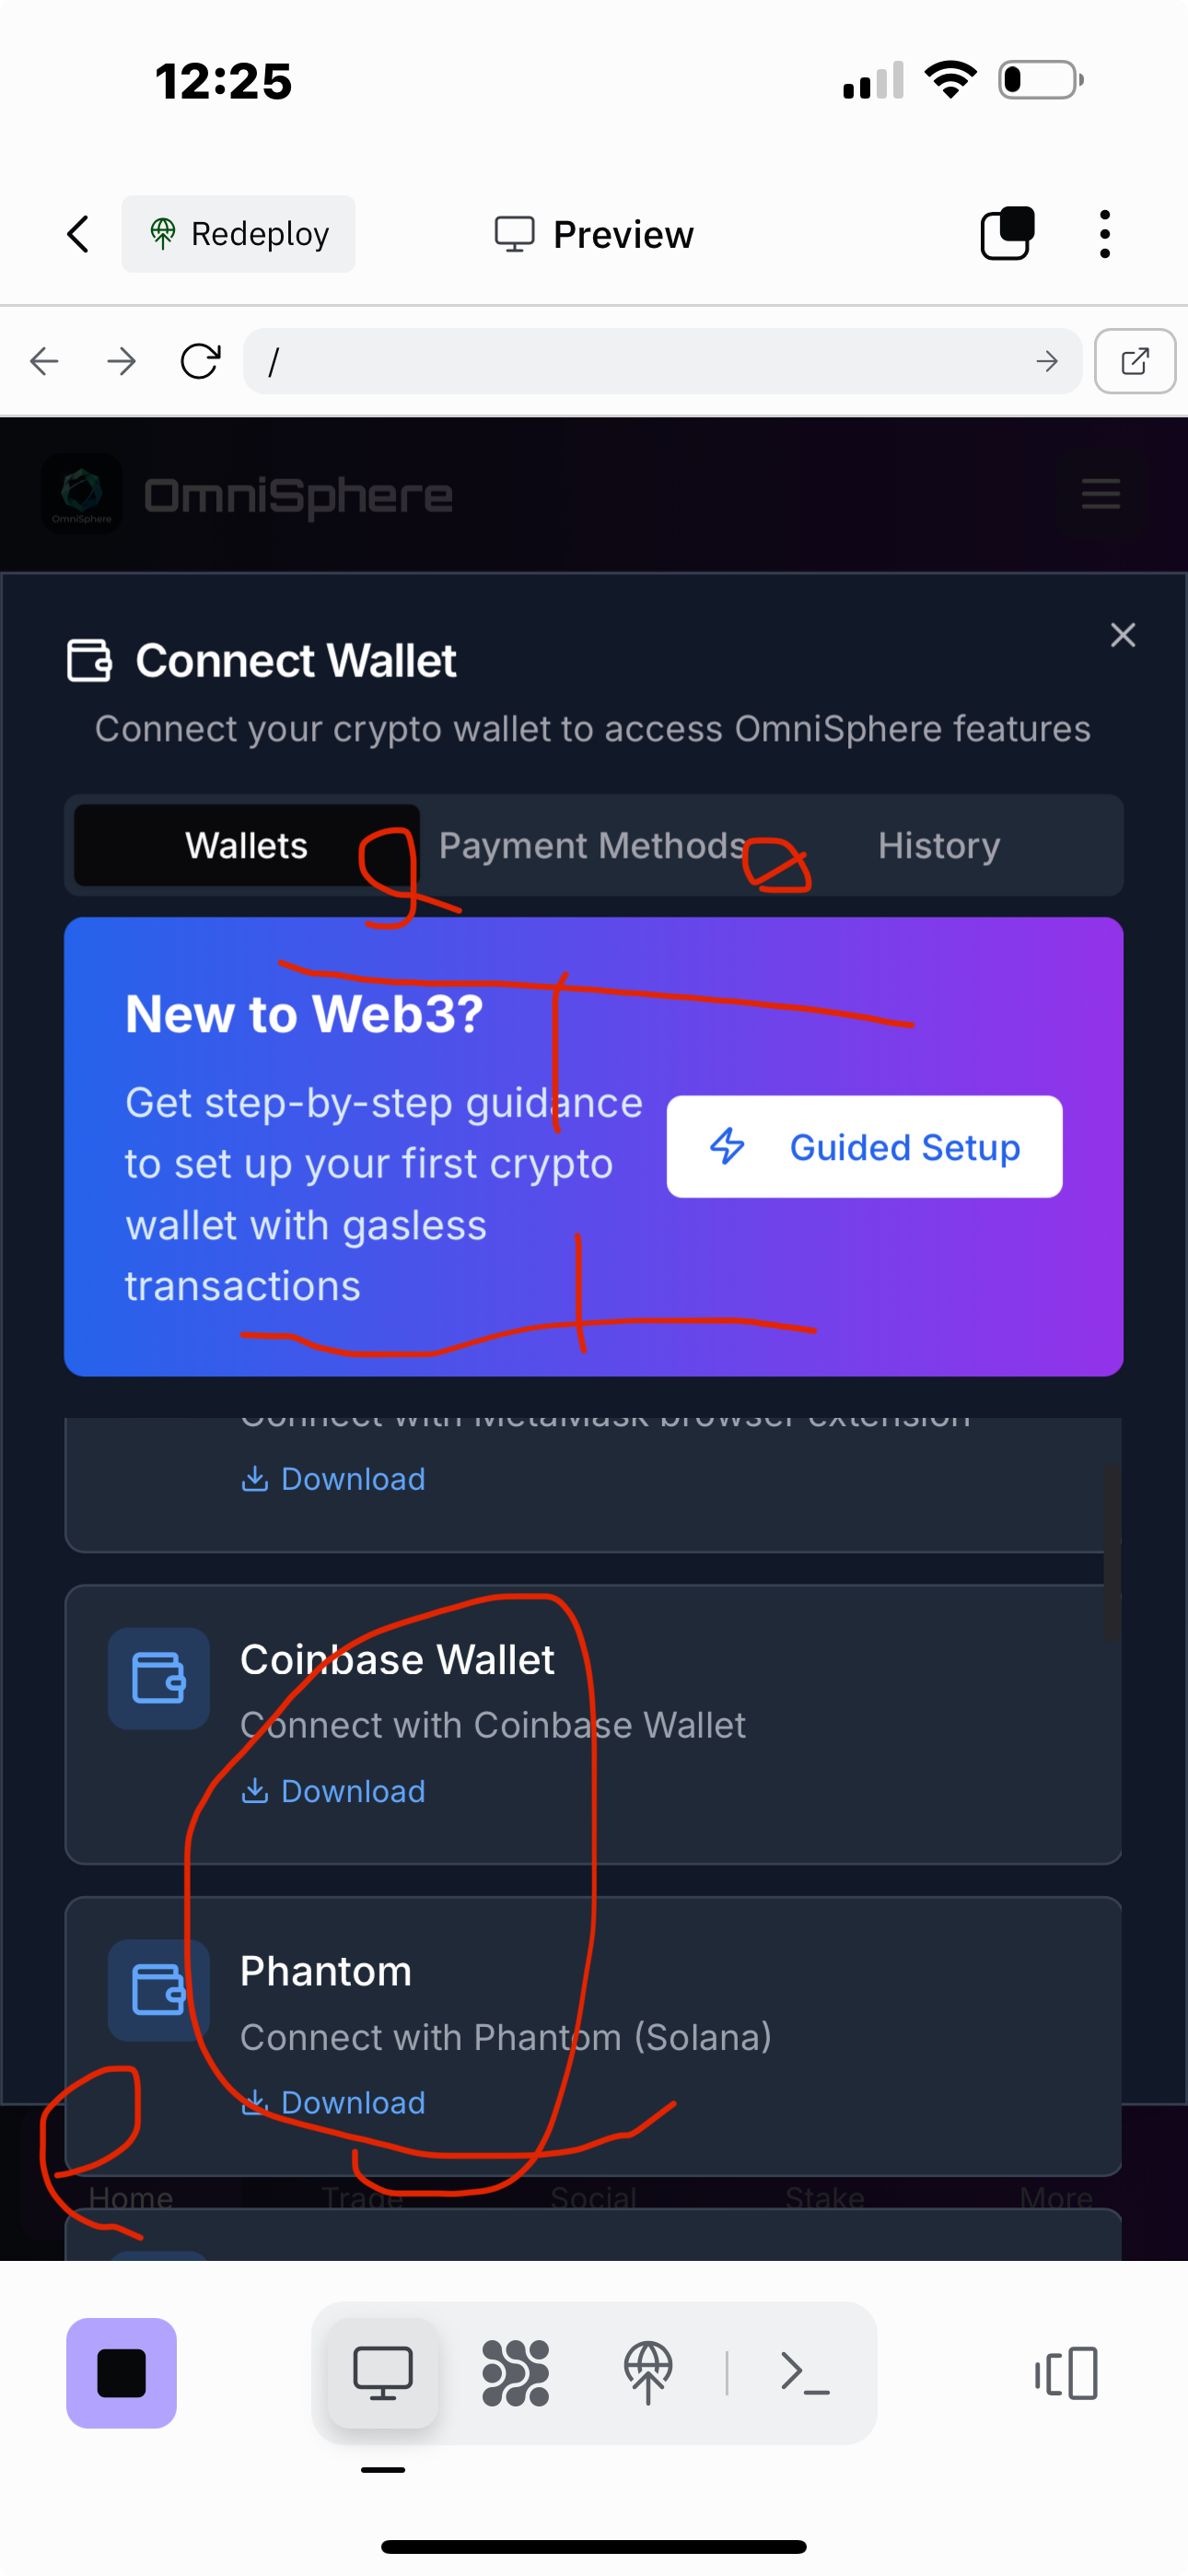 12:25
Redeploy
Preview
/
OmniSphere
OmniSphere
Connect Wallet
Connect your crypto wallet to access OmniSphere features
Wallets
Payment Methods
History
New to Web3?
Get step-by-step guidance
to set up your first crypto
wallet with gasless
transactions
Guided Setup
Connect with MetaMask browser extension
Download
Coinbase Wallet
Connect with Coinbase Wallet
Download
Phantom
Connect with Phantom (Solana)
Download
Home
Trade
Social
Stake
More